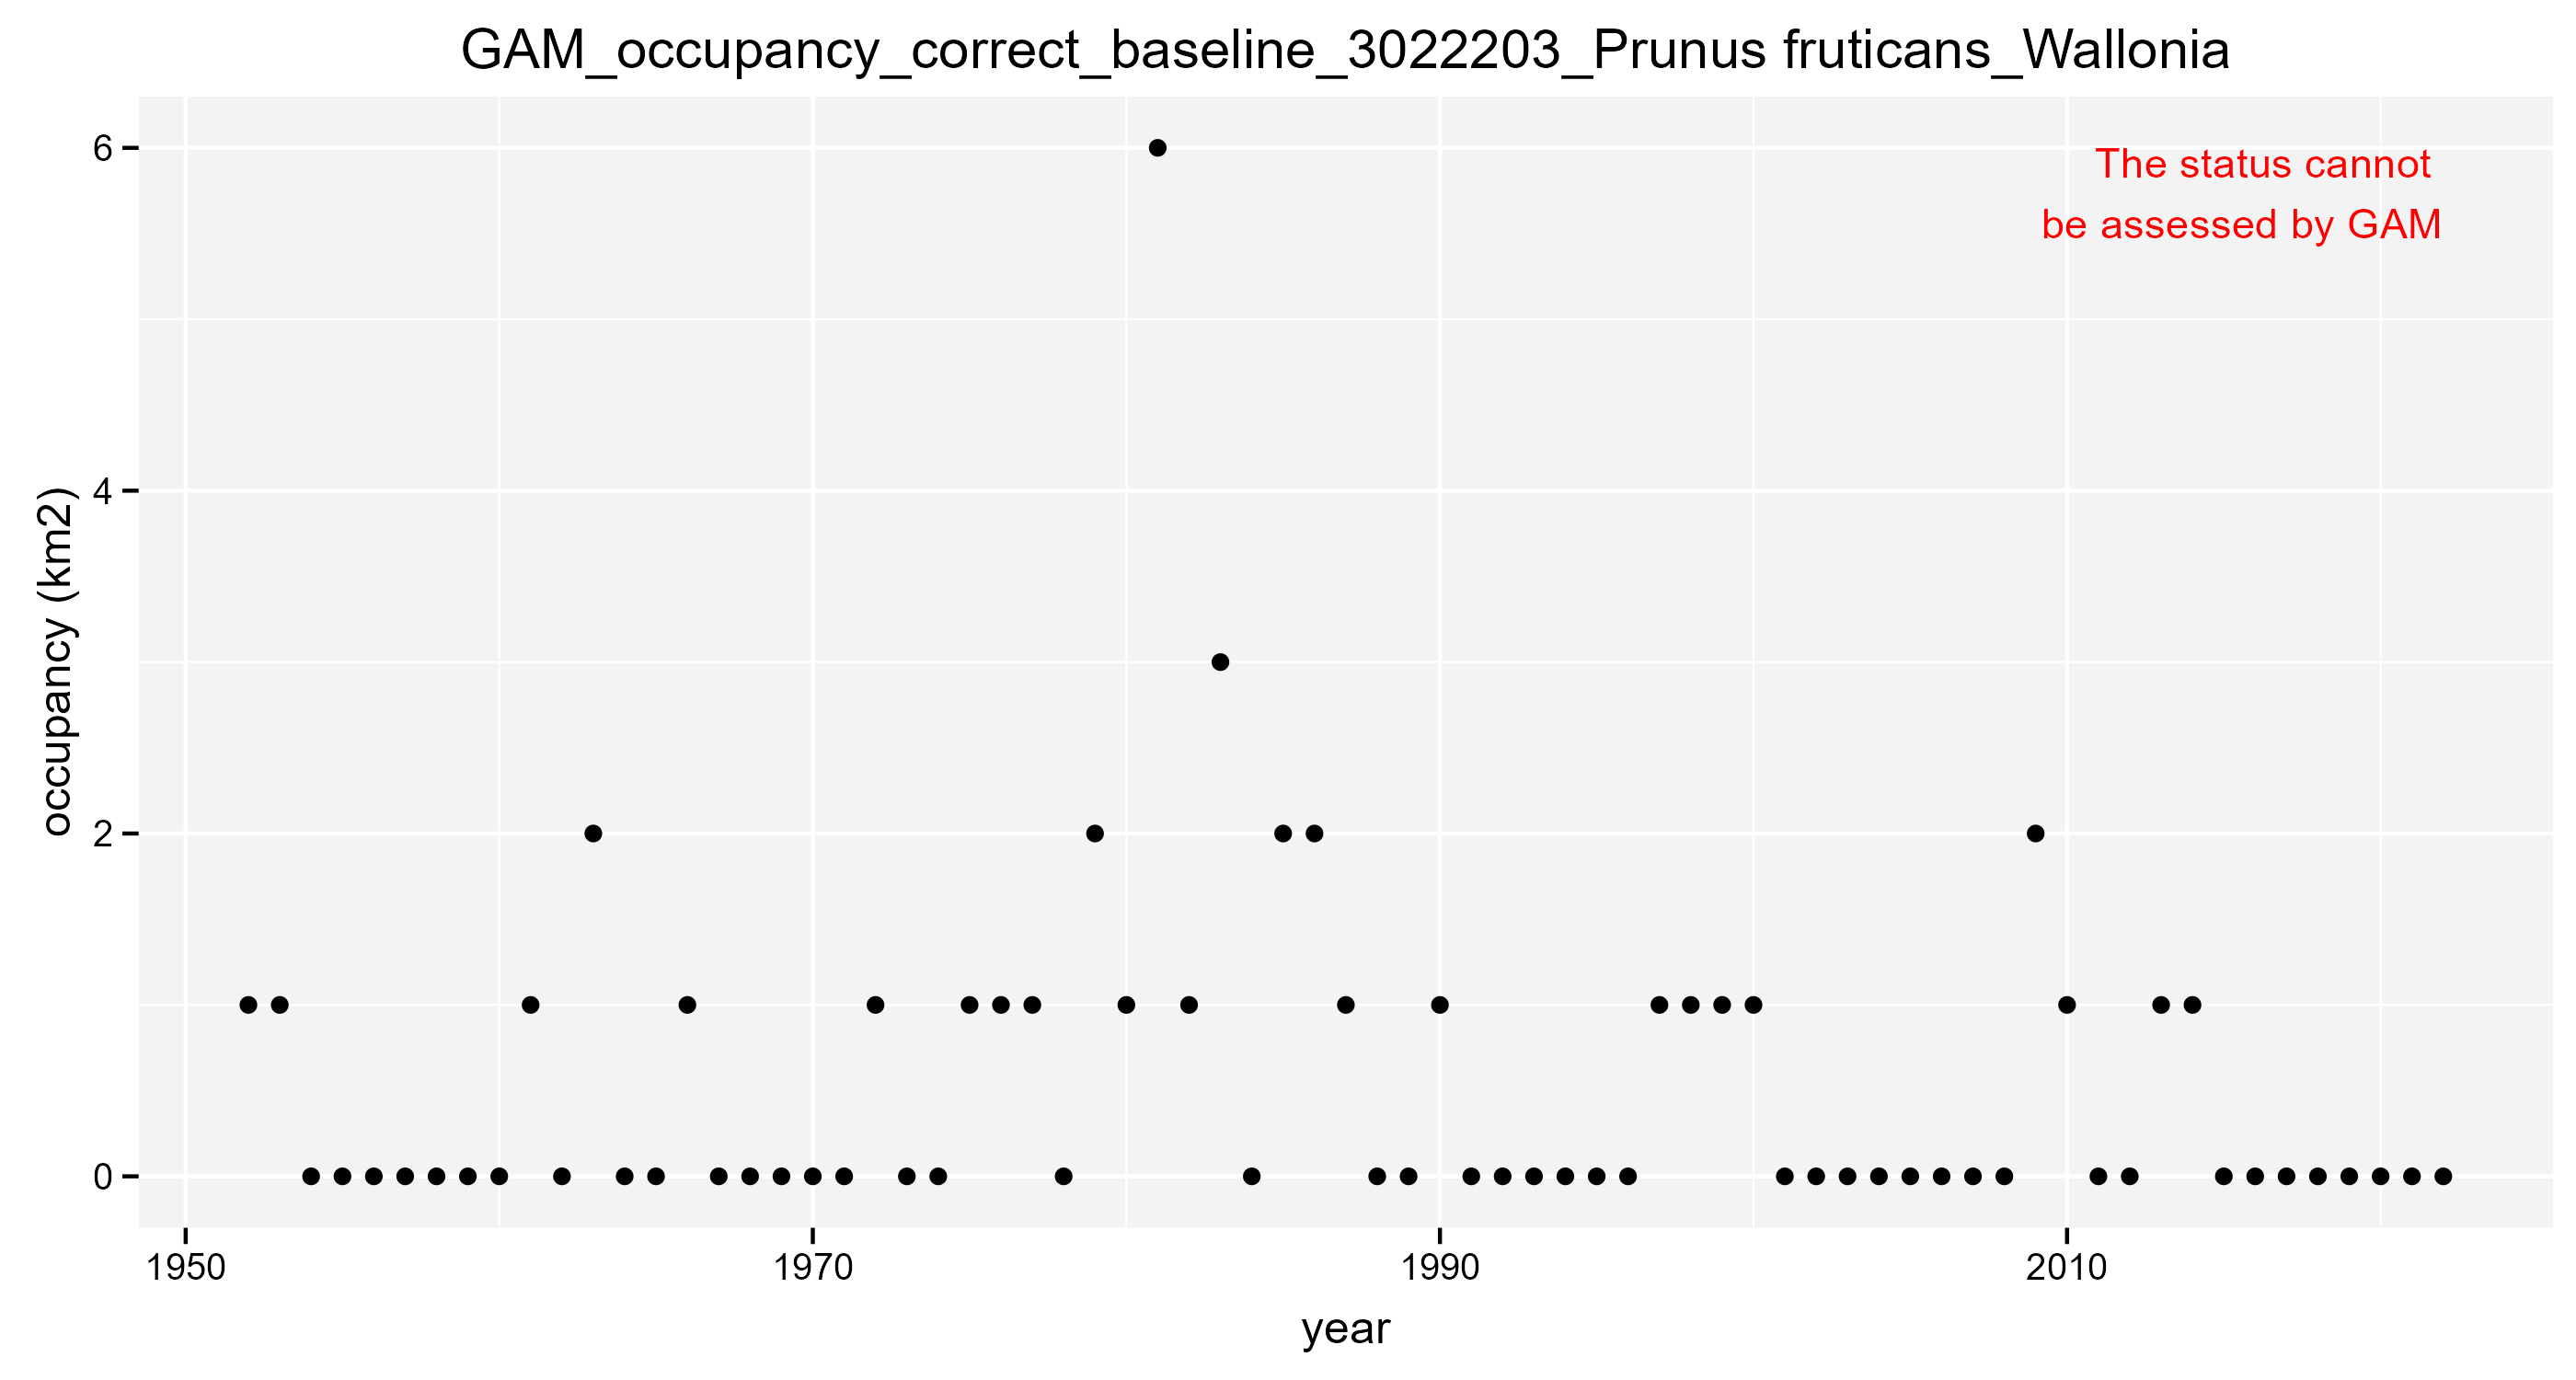 GAM_occupancy_correct_baseline_3022203_Prunus fruticans_Wallonia
The status cannot
be assessed by GAM
occupancy (km2)
6
4
2
0
1950
1970
1990
2010
year